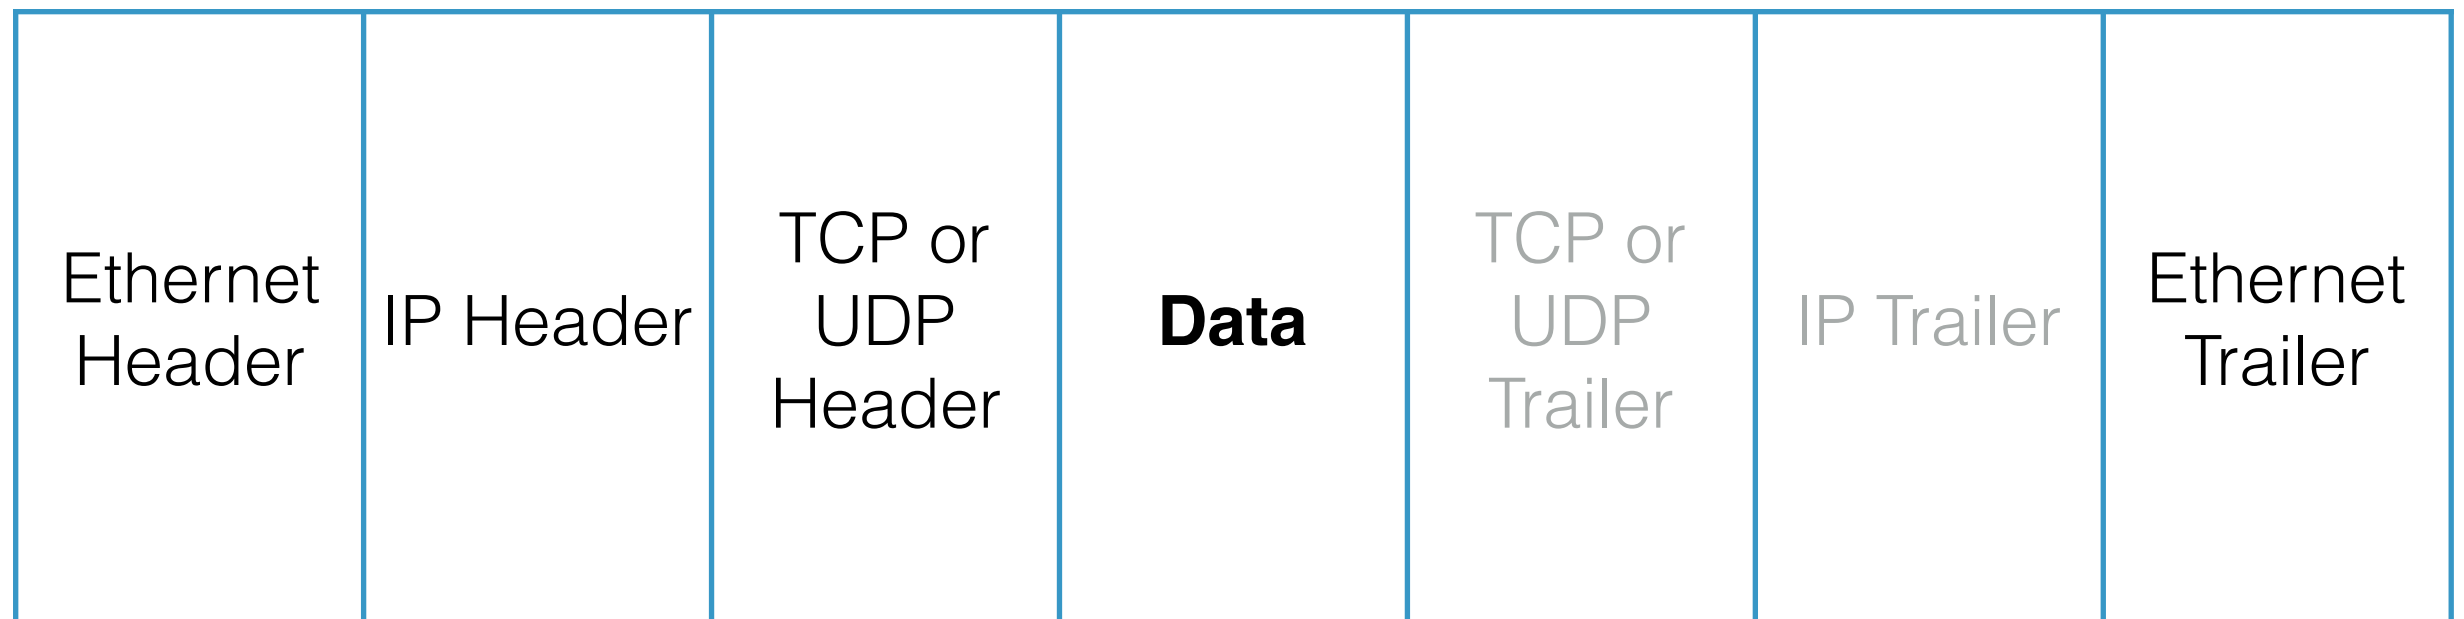 Ethernet
Header
IP Header
TCP or
UDP
Header
Data
TCP or
UDP
Trailer
IP Trailer
Ethernet
Trailer